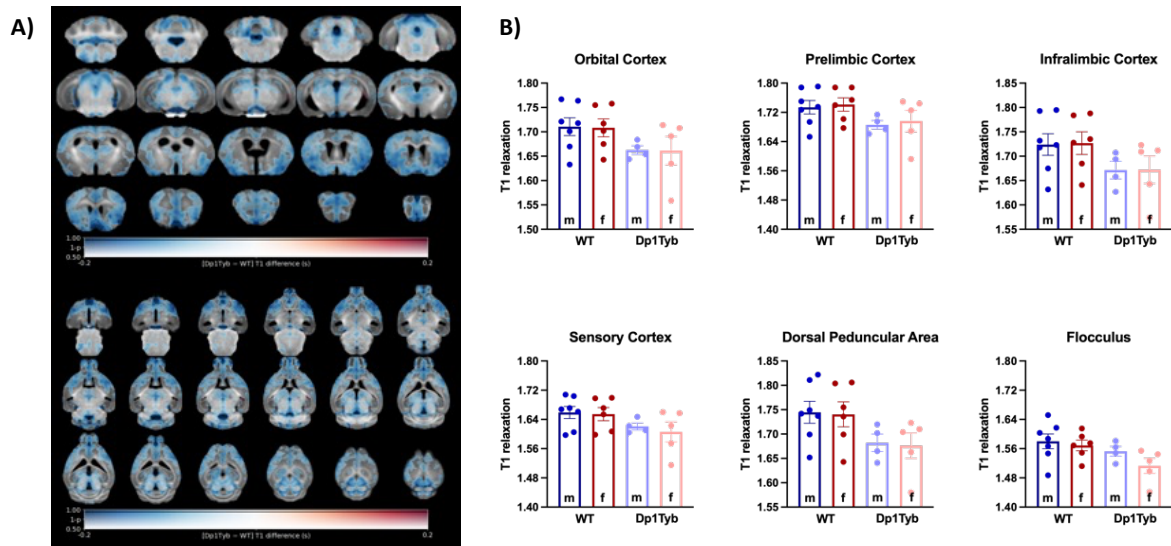 A)
1.00
1-p
0.50
-0.2
0.2
[Dp1Tyb − WT] T1 difference (s)
1.00
1-p
0.50
-0.2
0.2
[Dp1Tyb − WT] T1 difference (s)
B)
Orbital Cortex
T1 relaxation
1.80
1.75
1.70
1.65
1.60
1.55
1.50
m f m f
WT Dp1Tyb
Prelimbic Cortex
T1 relaxation
1.80
1.72
1.64
1.56
1.48
1.40
m f m f
WT Dp1Tyb
Infralimbic Cortex
T1 relaxation
1.85
1.80
1.75
1.70
1.65
1.60
1.55
m f m f
WT Dp1Tyb
Sensory Cortex
T1 relaxation
1.80
1.72
1.64
1.56
1.48
1.40
m f m f
WT Dp1Tyb
Dorsal Peduncular Area
T1 relaxation
1.85
1.80
1.75
1.70
1.65
1.60
1.55
m f m f
WT Dp1Tyb
Flocculus
T1 relaxation
1.80
1.72
1.64
1.56
1.48
1.40
m f m f
WT Dp1Tyb